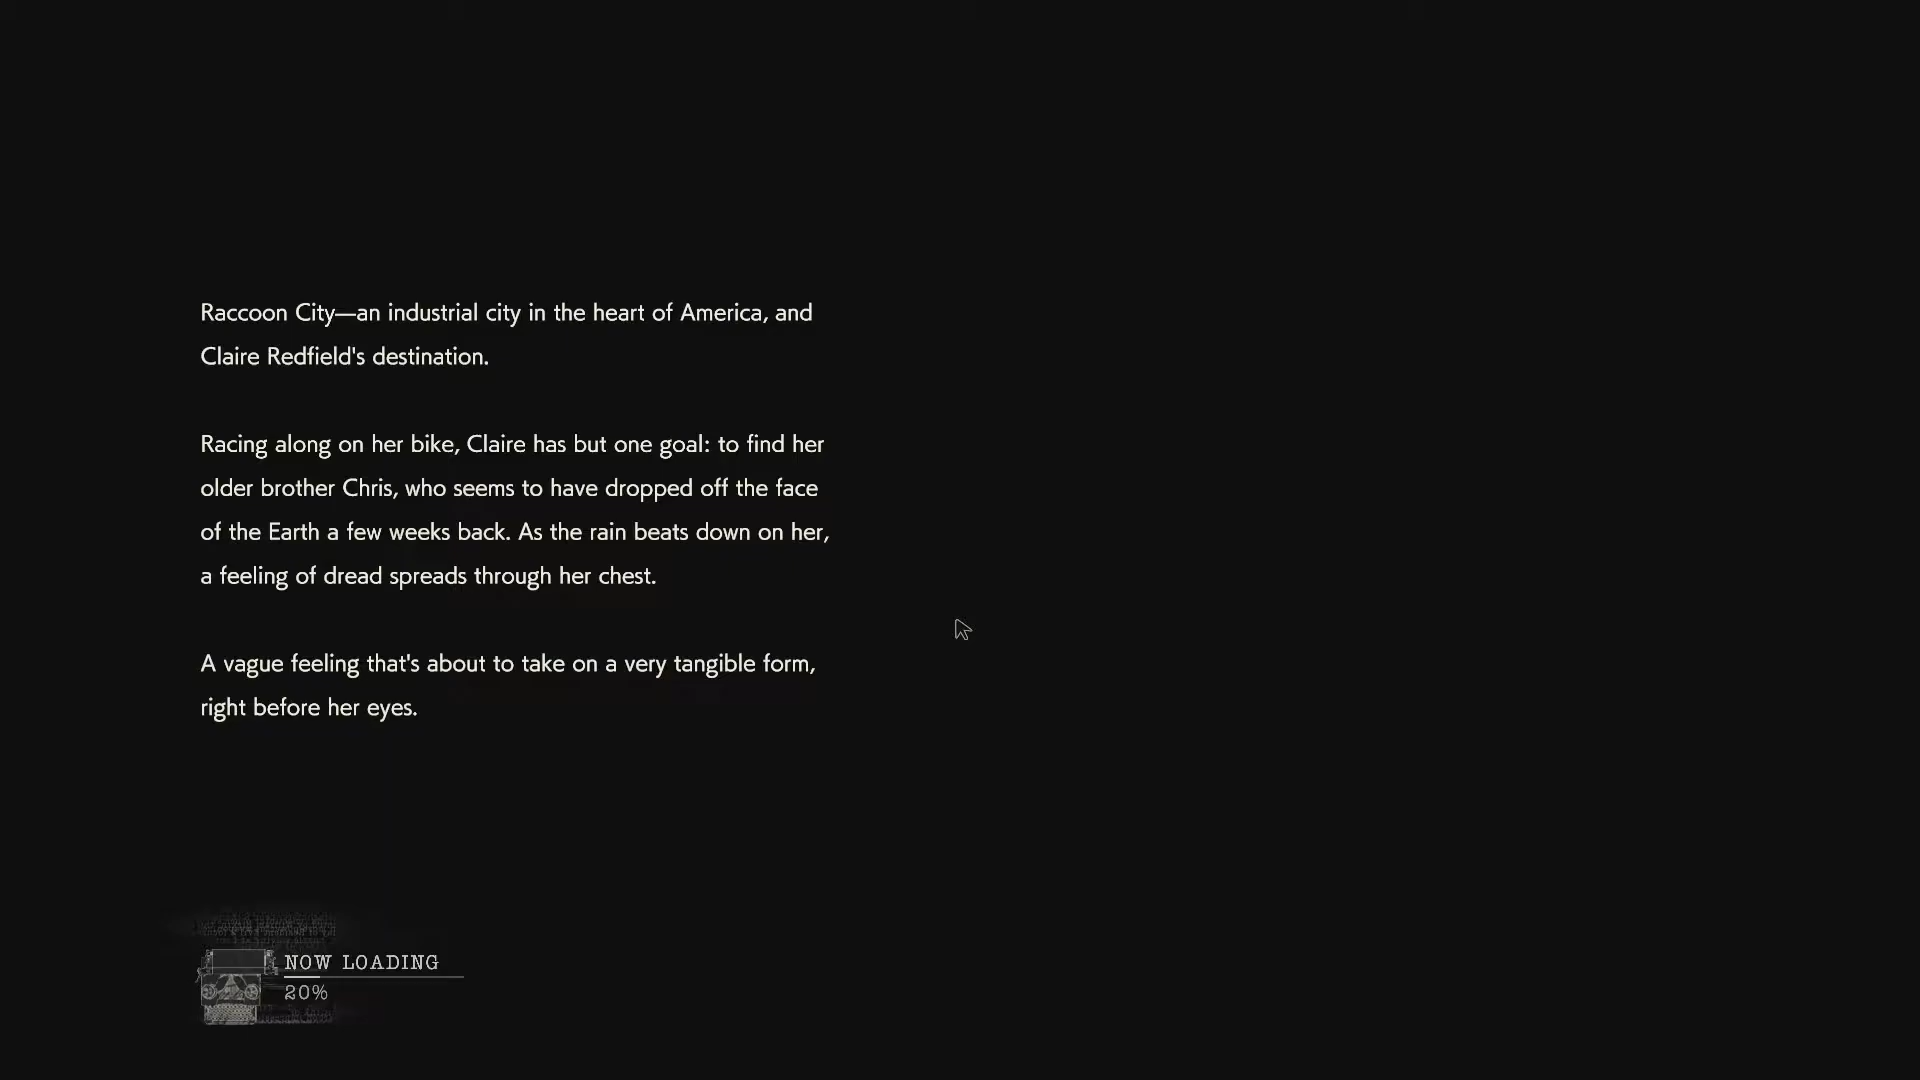 Raccoon City—an industrial city in the heart of America, and
Claire Redfield's destination.
Racing along on her bike, Claire has but one goal: to find her
older brother Chris, who seems to have dropped off the face
of the Earth a few weeks back. As the rain beats down on her,
a feeling of dread spreads through her chest.
A vague feeling that's about to take on a very tangible form,
right before her eyes.
NOW LOADING
20%